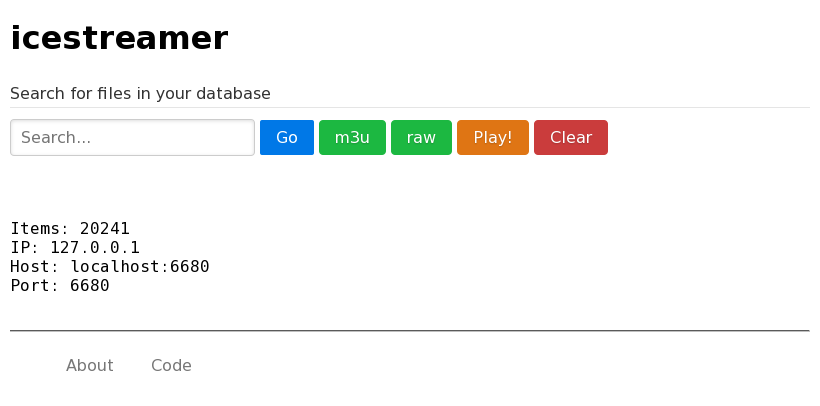 icestreamer
Search for files in your database
Search... Go m3u raw Play! Clear
Items: 20241
IP: 127.0.0.1
Host: localhost:6680
Port: 6680
About Code